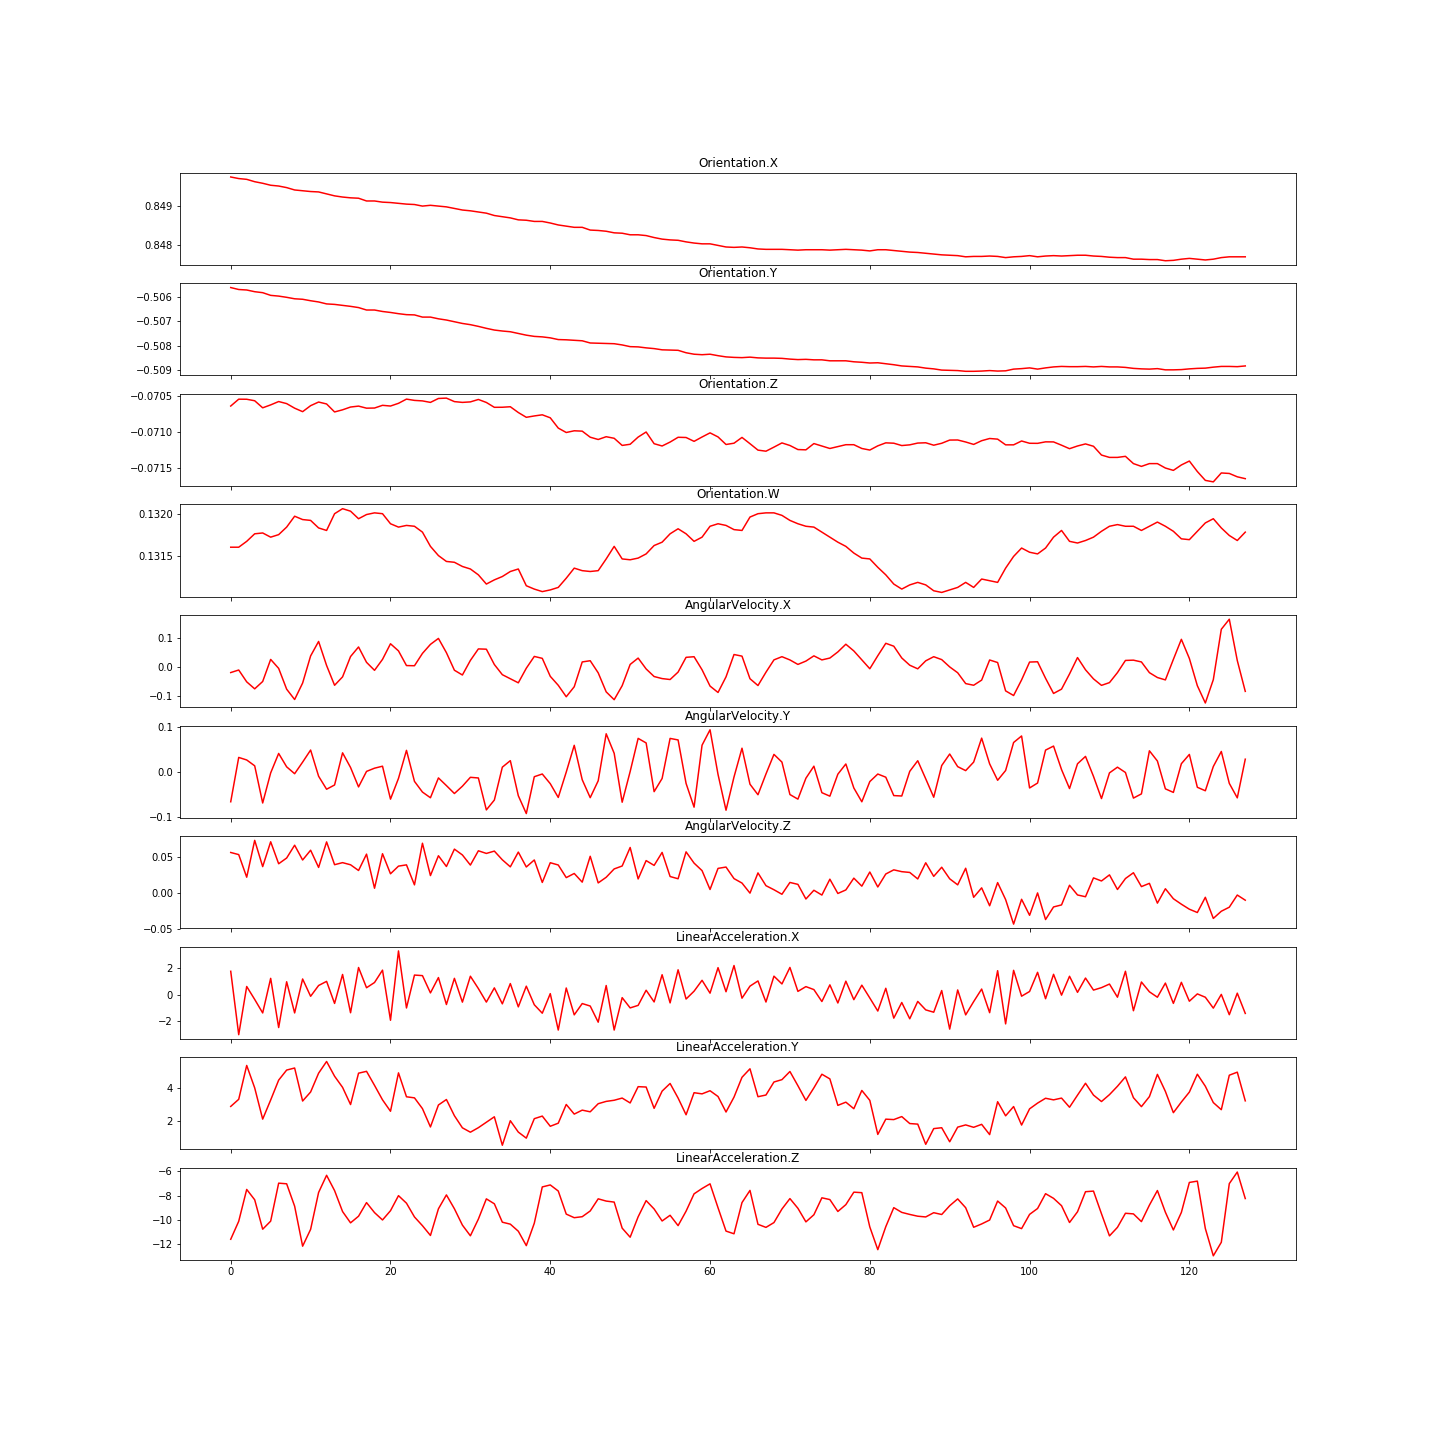 Orientation.X
0.849
0.848
Orientation.Y
−0.506
−0.507
−0.508
−0.509
Orientation.Z
−0.0705
−0.0710
−0.0715
Orientation.W
0.1320
0.1315
AngularVelocity.X
0.1
0.0
−0.1
AngularVelocity.Y
0.1
0.0
−0.1
AngularVelocity.Z
0.05
0.00
−0.05
LinearAcceleration.X
2
0
−2
LinearAcceleration.Y
4
2
LinearAcceleration.Z
−6
−8
−10
−12
0 20 40 60 80 100 120